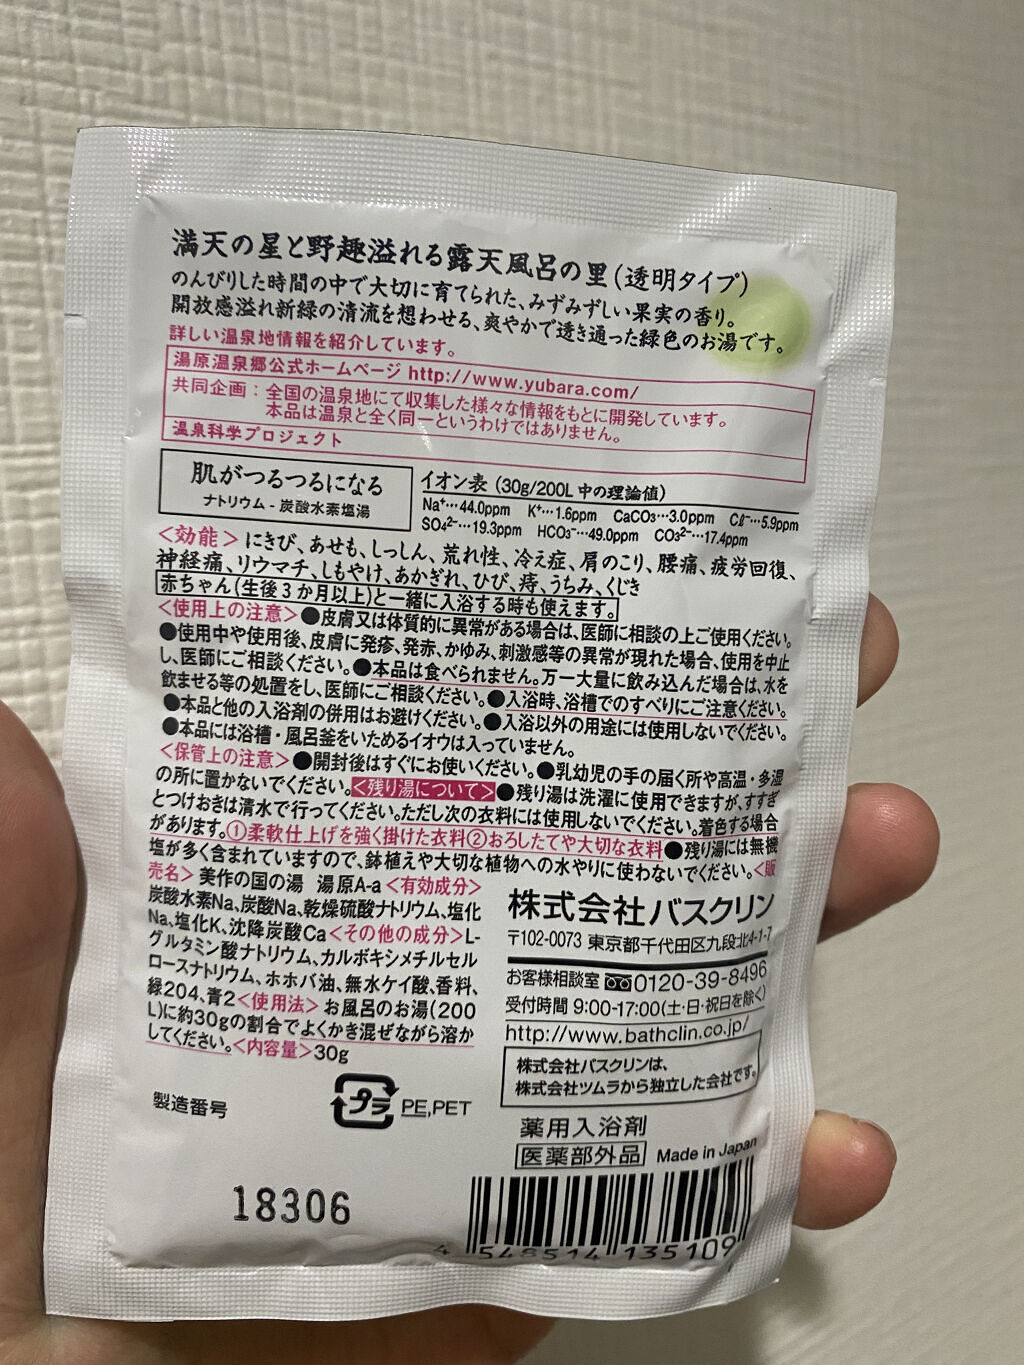 満天の星と野趣溢れる露天風呂の里(透明タイプ)
のんびりした時間の中で大切に育てられた、みずみずしい果実の香り。
開放感溢れ新緑の清流を想わせる、爽やかで透き通った緑色のお湯です。
詳しい温泉地情報を紹介しています。
湯原温泉郷公式ホームページ http://www.yubara.com/
共同企画:全国の温泉地にて収集した様々な情報をもとに開発しています。
本品は温泉と全く同一というわけではありません。
温泉科学プロジェクト
肌がつるつるになる
ナトリウム-炭酸水素塩湯
イオン表(30g/200L中の理論値)
Na⁺…44.0ppm K⁺…1.6ppm CaCO₃…3.0ppm Cℓ⁻…5.9ppm
SO₄²⁻…19.3ppm HCO₃⁻…49.0ppm CO₃²⁻…17.4ppm
<効能>にきび、あせも、しっしん、荒れ性、冷え症、肩のこり、腰痛、疲労回復、
神経痛、リウマチ、しもやけ、あかぎれ、ひび、痔、うちみ、くじき
赤ちゃん(生後3か月以上)と一緒に入浴する時も使えます。
<使用上の注意>●皮膚又は体質的に異常がある場合は、医師に相談の上ご使用ください。
●使用中や使用後、皮膚に発疹、発赤、かゆみ、刺激感等の異常が現れた場合、使用を中止
し、医師にご相談ください。●本品は食べられません。万一大量に飲み込んだ場合は、水を
飲ませる等の処置をし、医師にご相談ください。●入浴時、浴槽でのすべりにご注意ください。
●本品と他の入浴剤の併用はお避けください。●入浴以外の用途には使用しないでください。
●本品には浴槽・風呂釜をいためるイオウは入っていません。
<保管上の注意>●開封後はすぐにお使いください。●乳幼児の手の届く所や高温・多湿
の所に置かないでください。<残り湯について>●残り湯は洗濯に使用できますが、すすぎ
とつけおきは清水で行ってください。ただし次の衣料には使用しないでください。着色する場合
があります。①柔軟仕上げを強く掛けた衣料②おろしたてや大切な衣料●残り湯には無機
塩が多く含まれていますので、鉢植えや大切な植物への水やりに使わないでください。<販
売名>美作の国の湯 湯原A-a<有効成分>
炭酸水素Na、炭酸Na、乾燥硫酸ナトリウム、塩化
Na、塩化K、沈降炭酸Ca<その他の成分>L-
グルタミン酸ナトリウム、カルボキシメチルセル
ロースナトリウム、ホホバ油、無水ケイ酸、香料、
緑204、青2<使用法>お風呂のお湯(200
L)に約30gの割合でよくかき混ぜながら溶か
してください。<内容量>30g
株式会社バスクリン
〒102-0073 東京都千代田区九段北4-1-7
お客様相談室 0120-39-8496
受付時間 9:00-17:00(土・日・祝日を除く)
http://www.bathclin.co.jp/
株式会社バスクリンは、
株式会社ツムラから独立した会社です。
製造番号
プラ PE,PET
薬用入浴剤
医薬部外品 Made in Japan
18306
4 548514 135109